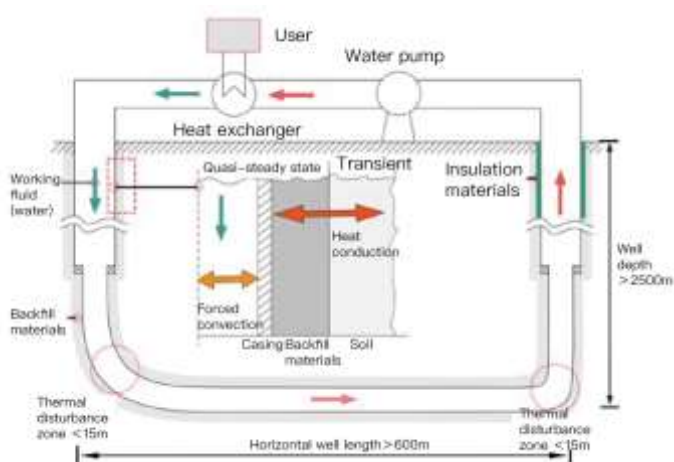 User
Water pump
Heat exchanger
Working
fluid
(water)
Quasi-steady state
Transient
Insulation
materials
Heat
conduction
Well
depth
>2500m
Forced
convection
Backfill
materials
Casing
Backfill
materials
Soil
Thermal
disturbance
zone <15m
Thermal
disturbance
zone <15m
Horizontal well length>600m